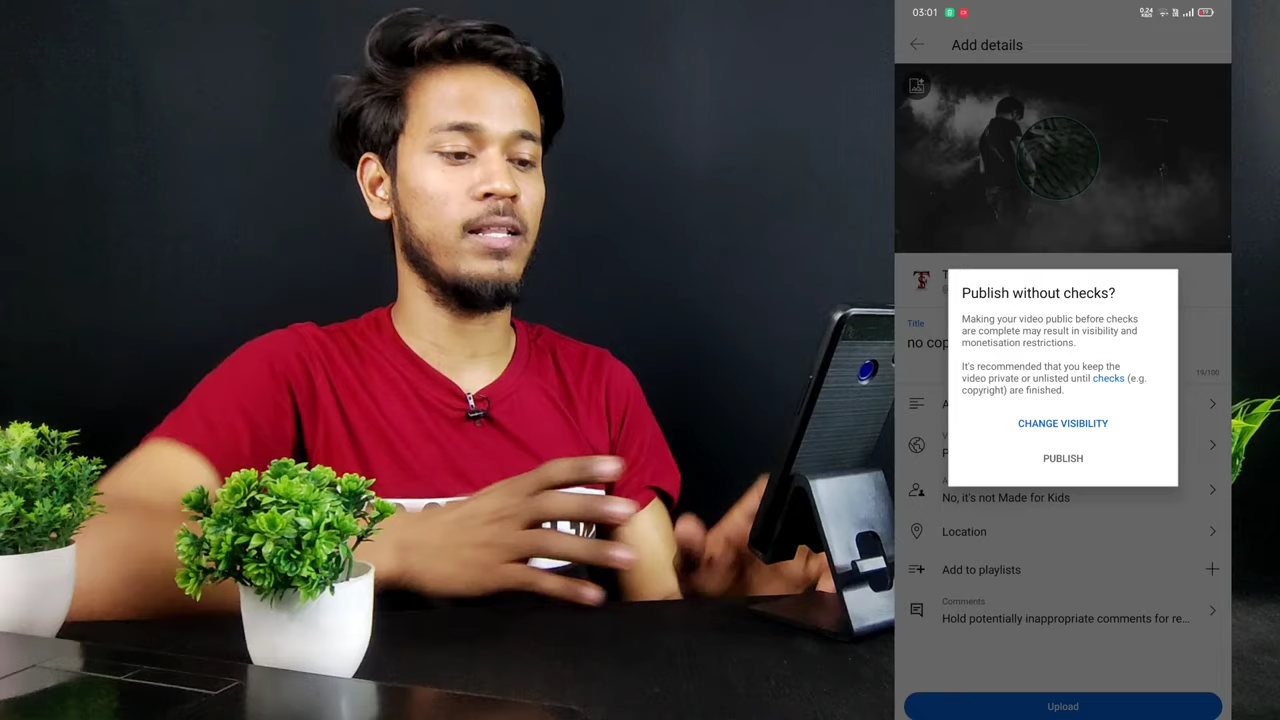 03:01
0.24
19
Add details
Publish without checks?
Making your video public before checks
are complete may result in visibility and
monetisation restrictions.
It's recommended that you keep the
video private or unlisted until checks (e.g.
copyright) are finished.
CHANGE VISIBILITY
PUBLISH
Title
no cop
19/100
No, it's not Made for Kids
Location
Add to playlists
Comments
Hold potentially inappropriate comments for re...
Upload